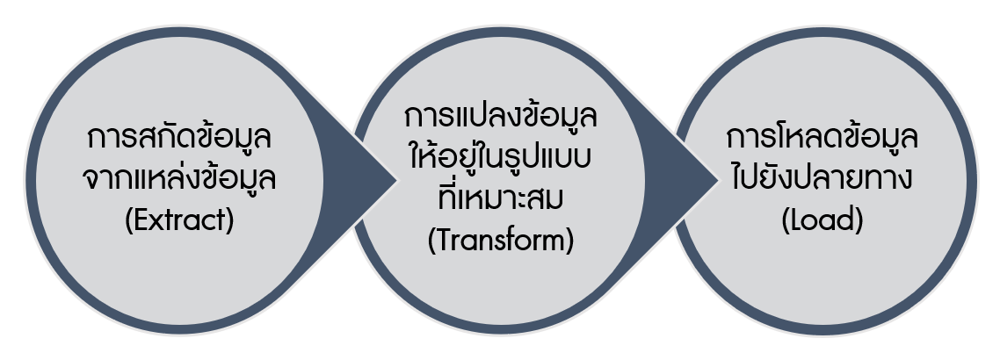 การสกัดข้อมูล
จากแหล่งข้อมูล
(Extract)
การแปลงข้อมูล
ให้อยู่ในรูปแบบ
ที่เหมาะสม
(Transform)
การโหลดข้อมูล
ไปยังปลายทาง
(Load)